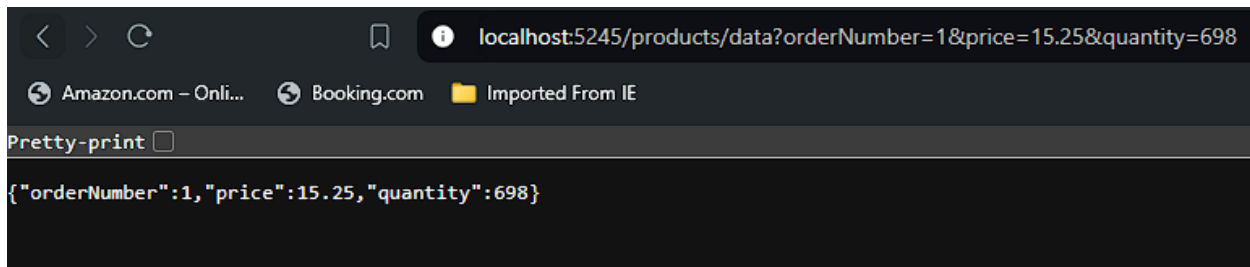 localhost:5245/products/data?orderNumber=1&price=15.25&quantity=698
Amazon.com – Onli... Booking.com Imported From IE
Pretty-print
{"orderNumber":1,"price":15.25,"quantity":698}